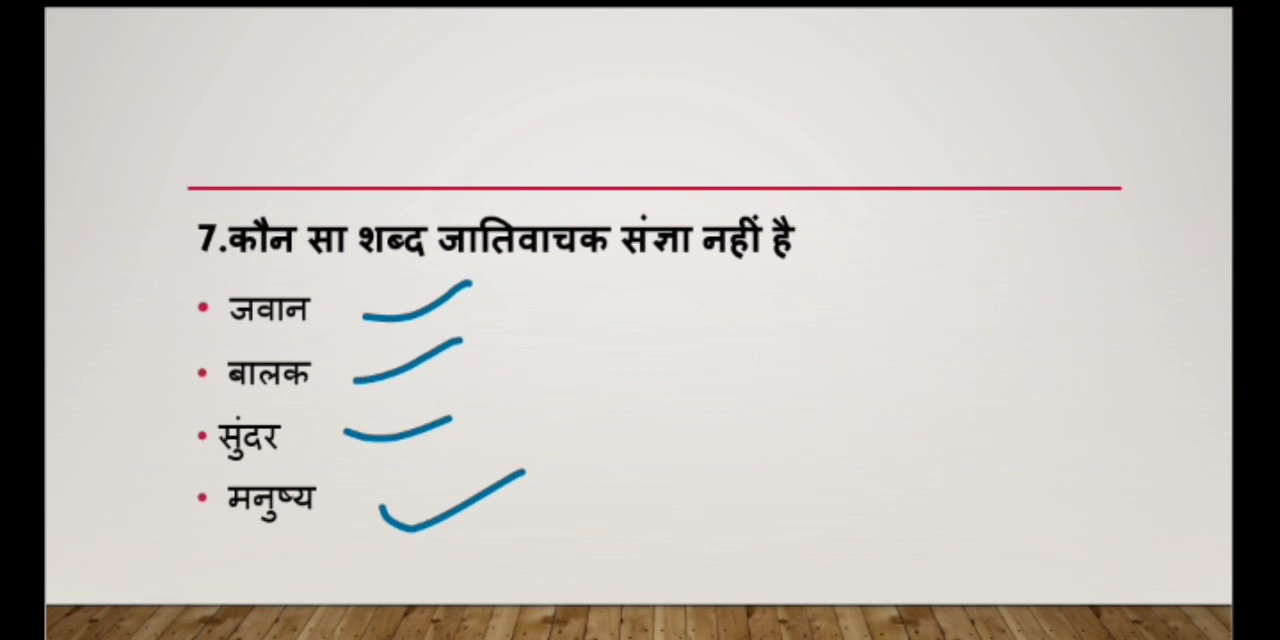 7.कौन सा शब्द जातिवाचक संज्ञा नहीं है
• जवान
• बालक
• सुंदर
• मनुष्य